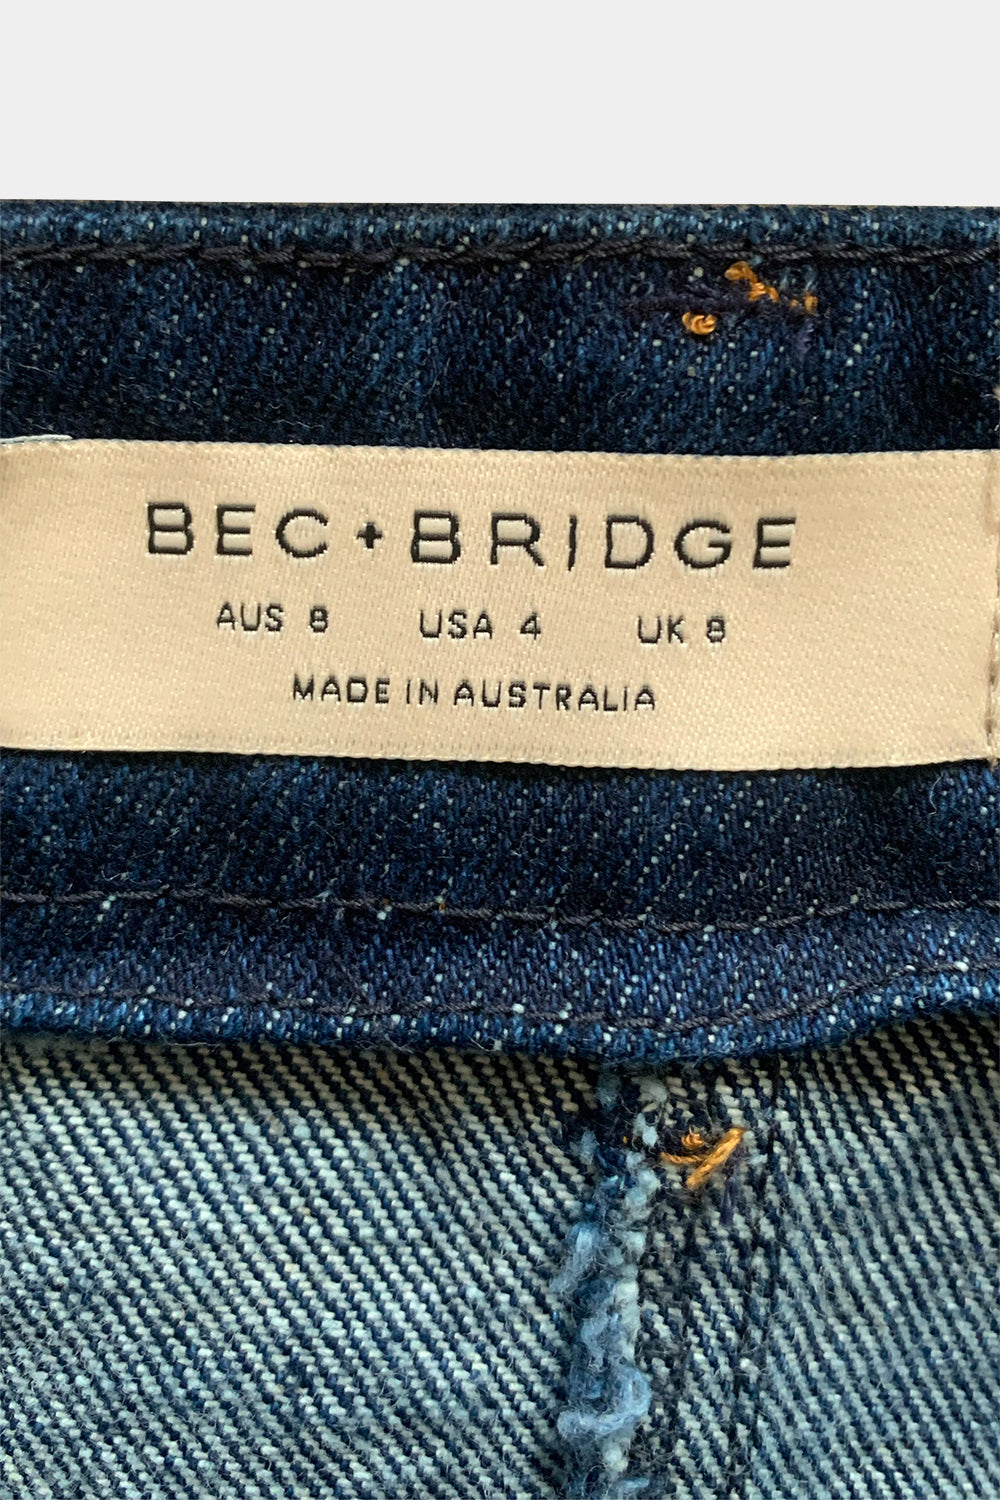 BEC+BRIDGE
AUS 8 USA 4 UK 8
MADE IN AUSTRALIA